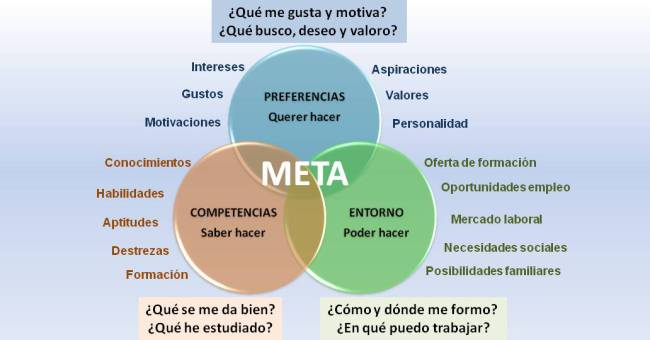 ¿Qué me gusta y motiva?
¿Qué busco, deseo y valoro?
Intereses
Gustos
Motivaciones
PREFERENCIAS
Querer hacer
Aspiraciones
Valores
Personalidad
META
Conocimientos
Habilidades
Aptitudes
Destrezas
Formación
COMPETENCIAS
Saber hacer
ENTORNO
Poder hacer
Oferta de formación
Oportunidades empleo
Mercado laboral
Necesidades sociales
Posibilidades familiares
¿Qué se me da bien?
¿Qué he estudiado?
¿Cómo y dónde me formo?
¿En qué puedo trabajar?